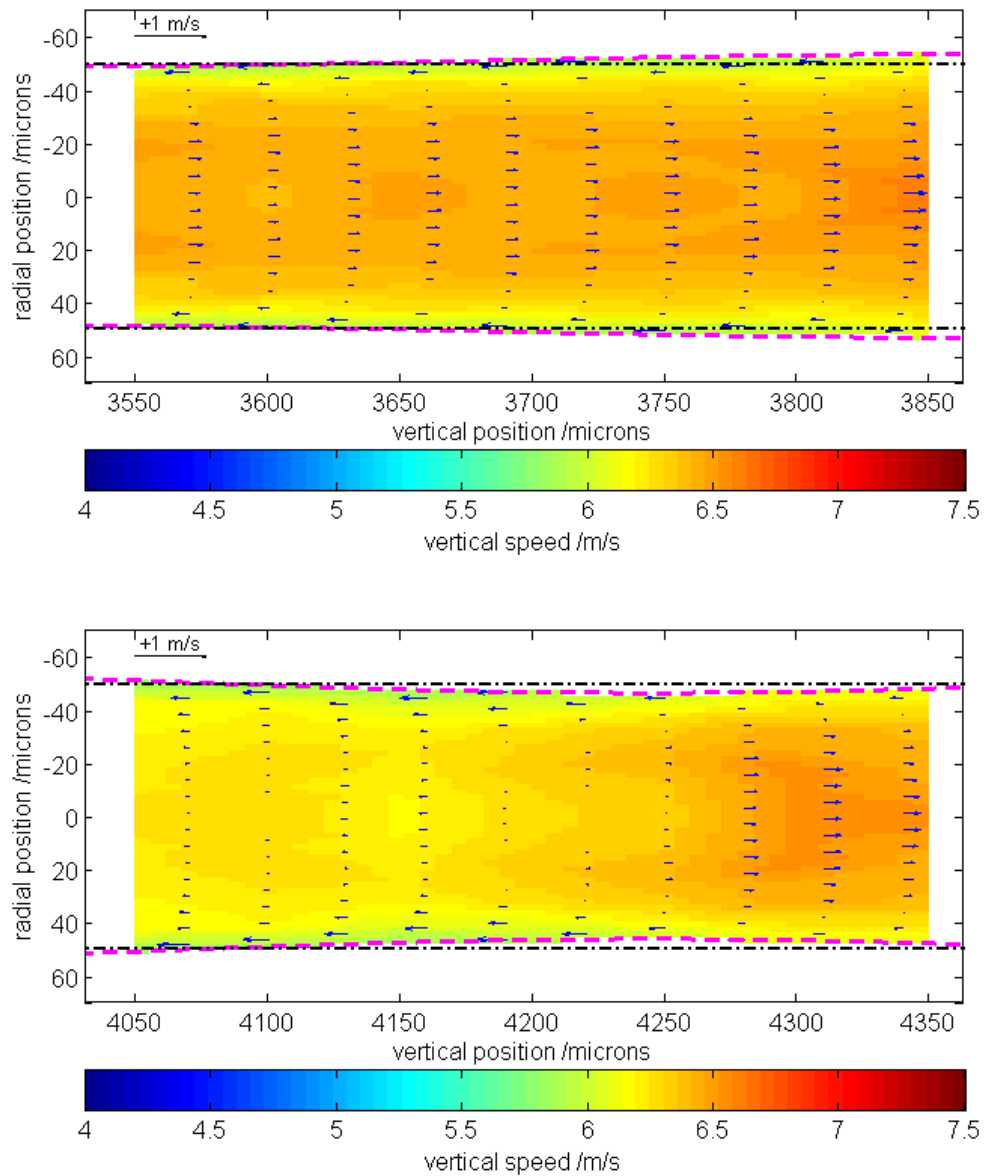 +1 m/s
-60
-40
-20
0
20
40
60
radial position /microns
3550 3600 3650 3700 3750 3800 3850
vertical position /microns
4 4.5 5 5.5 6 6.5 7 7.5
vertical speed /m/s
+1 m/s
-60
-40
-20
0
20
40
60
radial position /microns
4050 4100 4150 4200 4250 4300 4350
vertical position /microns
4 4.5 5 5.5 6 6.5 7 7.5
vertical speed /m/s